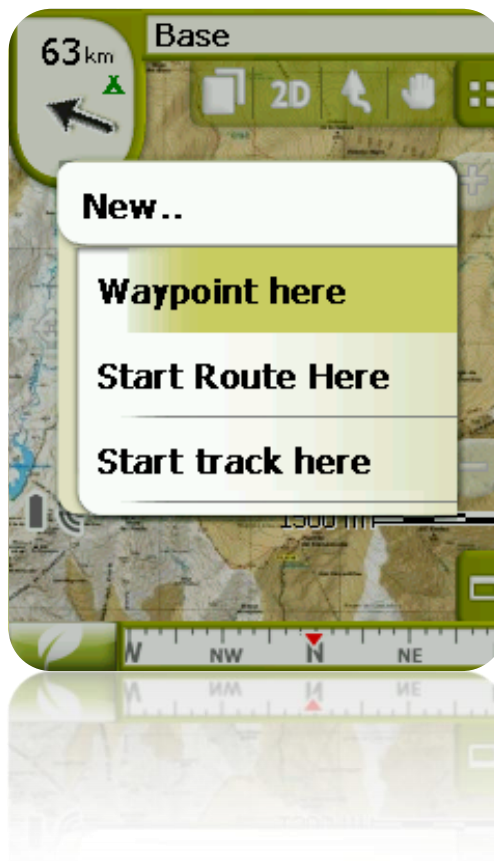 63km
Base
2D
New..
Waypoint here
Start Route Here
Start track here
1500 m
W NW N NE